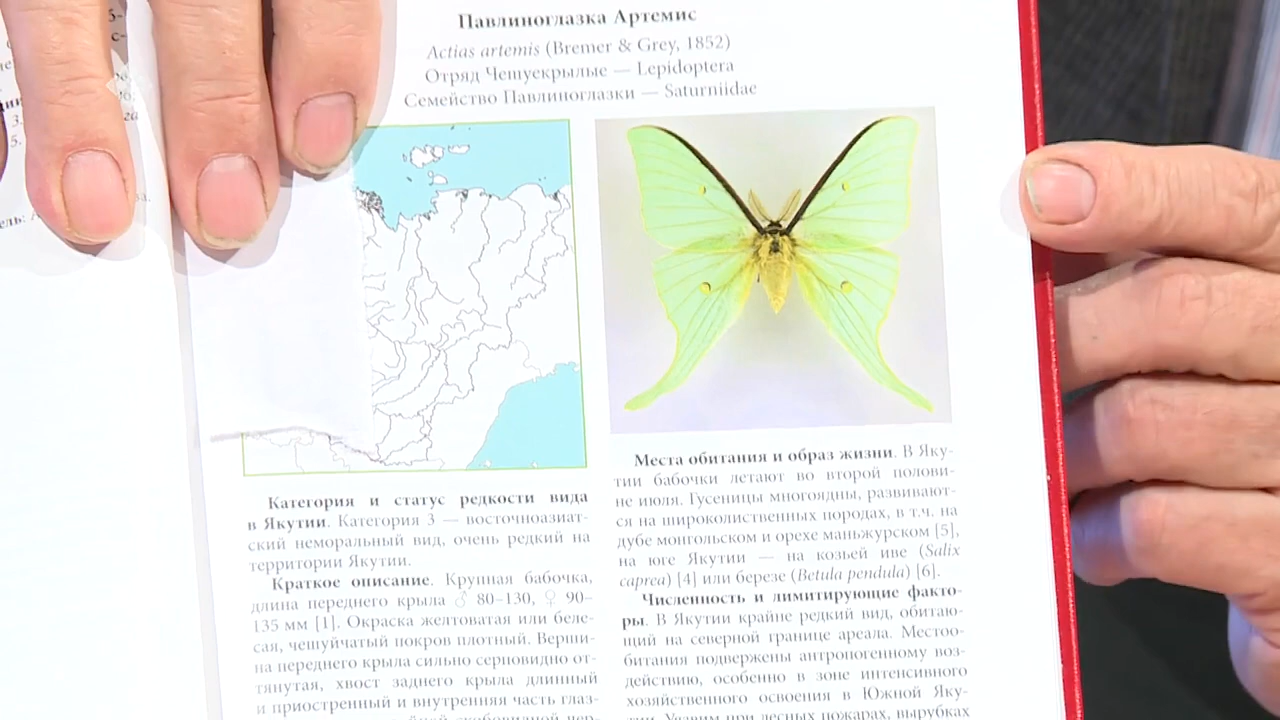 Павлиноглазка Артемис
Actias artemis (Bremer & Grey, 1852)
Отряд Чешуекрылые — Lepidoptera
Семейство Павлиноглазки — Saturniidae
Категория и статус редкости вида
в Якутии. Категория 3 — восточноазиат-
ский неморальный вид, очень редкий на
территории Якутии.
Краткое описание. Крупная бабочка,
длина переднего крыла ♂ 80–130, ♀ 90–
135 мм [1]. Окраска желтоватая или беле-
сая, чешуйчатый покров плотный. Верши-
на переднего крыла сильно серповидно от-
тянутая, хвост заднего крыла длинный
и приостренный и внутренняя часть глаз-
Места обитания и образ жизни. В Яку-
тии бабочки летают во второй полови-
не июля. Гусеницы многоядны, развивают-
ся на широколиственных породах, в т.ч. на
дубе монгольском и орехе маньчжурском [5],
на юге Якутии — на козьей иве (Salix
caprea) [4] или березе (Betula pendula) [6].
Численность и лимитирующие факто-
ры. В Якутии крайне редкий вид, обитаю-
щий на северной границе ареала. Местоо-
битания подвержены антропогенному воз-
действию, особенно в зоне интенсивного
хозяйственного освоения в Южной Яку-
тии. Уязвим при лесных пожарах, вырубках